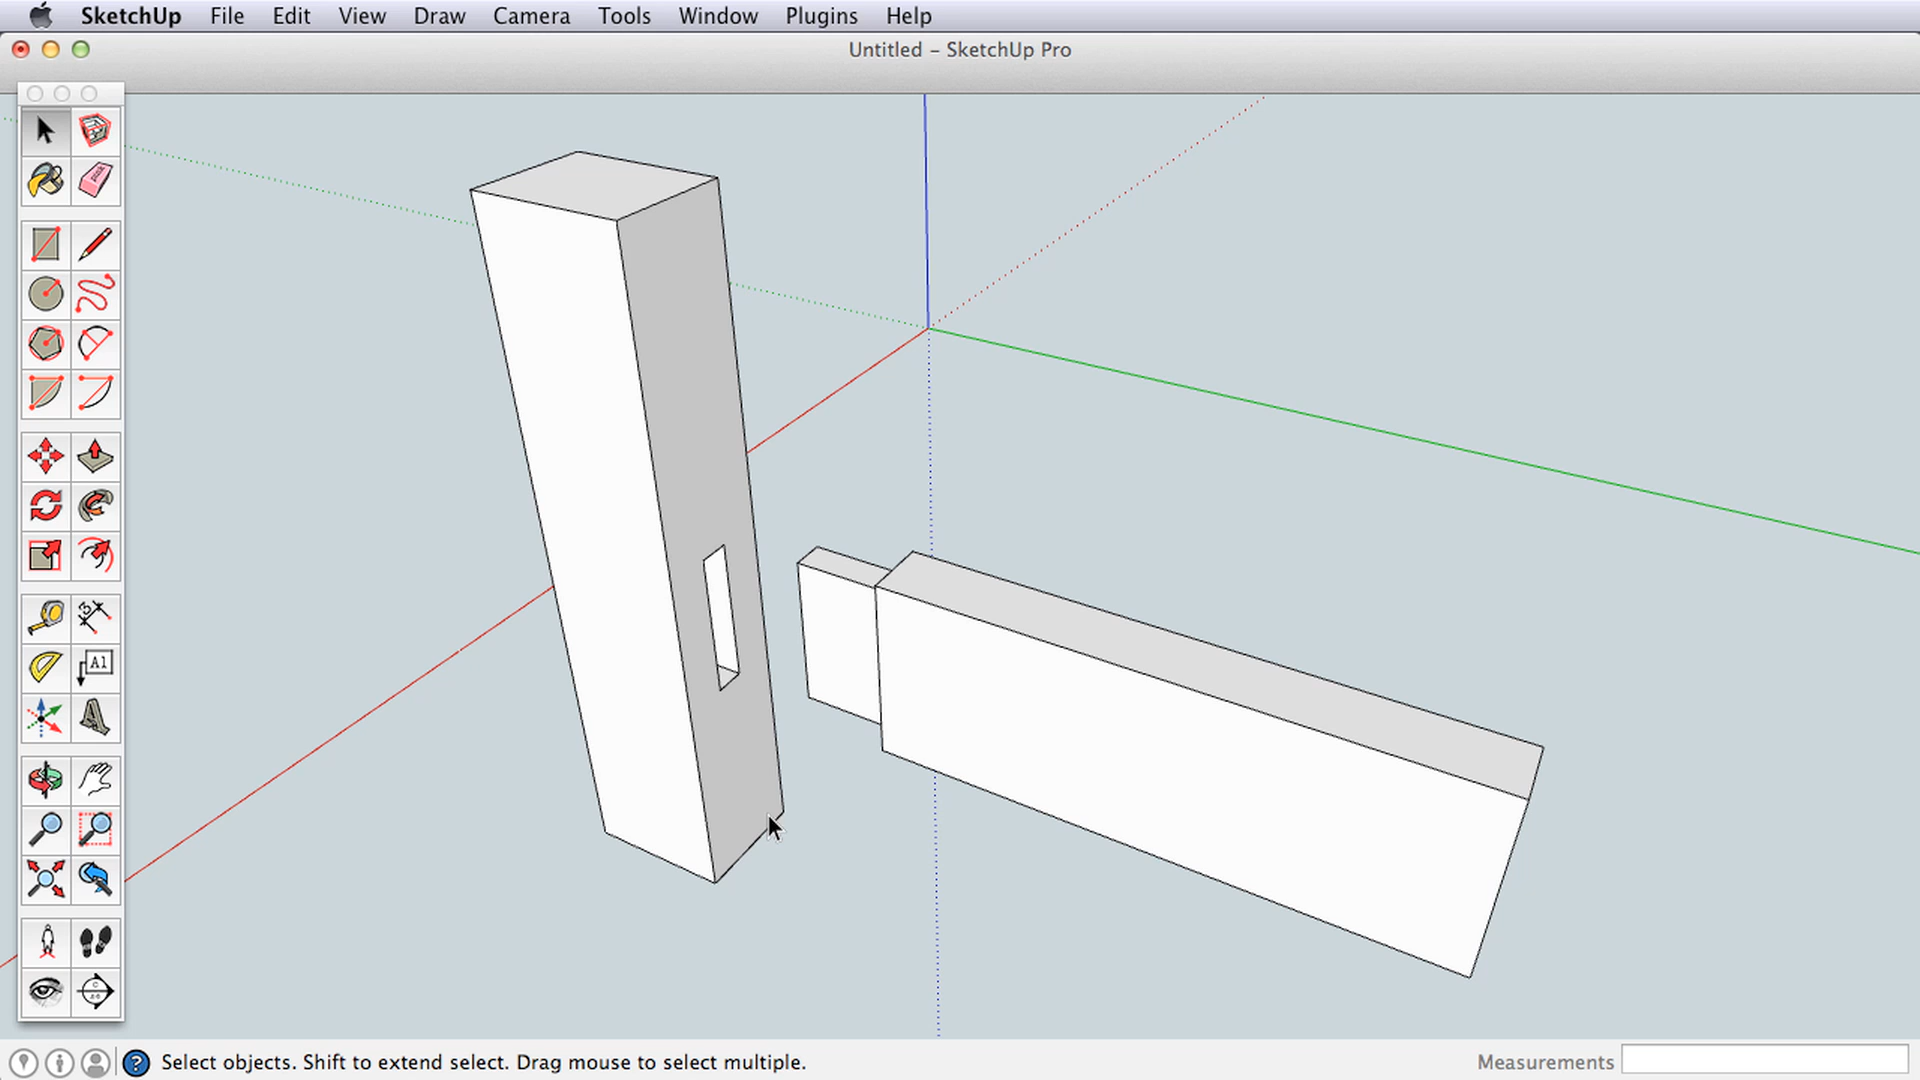 SketchUp File Edit View Draw Camera Tools Window Plugins Help
Untitled – SketchUp Pro
A1
?
Select objects. Shift to extend select. Drag mouse to select multiple.
Measurements